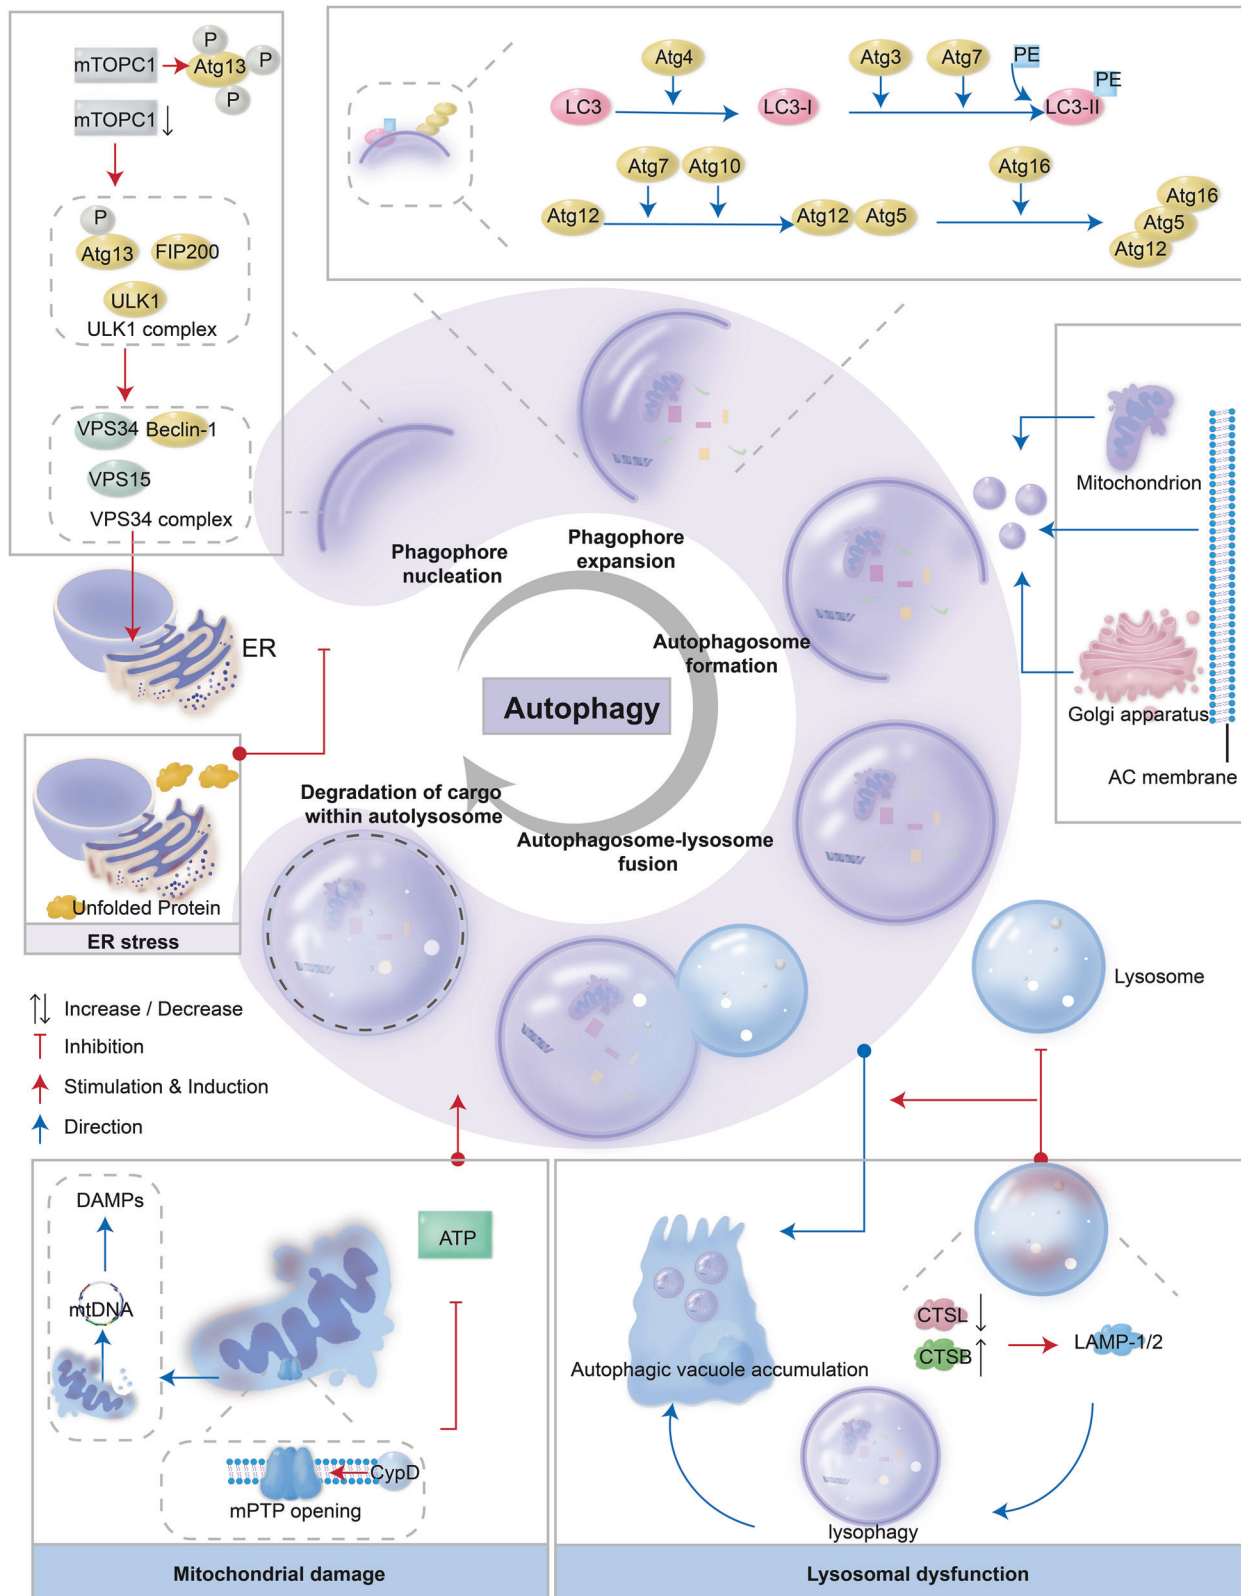 P
mTOPC1
Atg13
P
P
mTOPC1
P
Atg13
FIP200
ULK1
ULK1 complex
VPS34
Beclin-1
VPS15
VPS34 complex
ER
Unfolded Protein
ER stress
Atg4
Atg3
Atg7
PE
PE
LC3
LC3-I
LC3-II
Atg7
Atg10
Atg16
Atg12
Atg12
Atg5
Atg16
Atg5
Atg12
Mitochondrion
Golgi apparatus
AC membrane
Phagophore
nucleation
Phagophore
expansion
Autophagosome
formation
Autophagy
Degradation of cargo
within autolysosome
Autophagosome-lysosome
fusion
Lysosome
Increase / Decrease
Inhibition
Stimulation & Induction
Direction
DAMPs
mtDNA
ATP
CypD
mPTP opening
Mitochondrial damage
CTSL
CTSB
LAMP-1/2
Autophagic vacuole accumulation
lysophagy
Lysosomal dysfunction